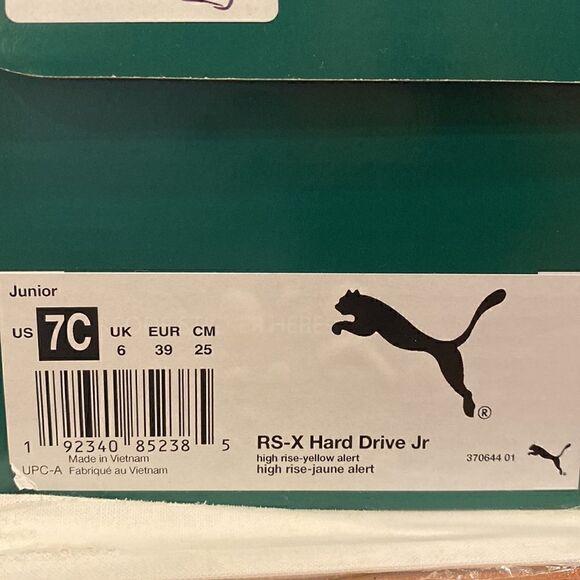 Junior
US 7C UK EUR CM
6 39 25
1 92340 85238 5
Made in Vietnam
UPC-A Fabriqué au Vietnam
RS-X Hard Drive Jr
high rise-yellow alert
high rise-jaune alert
370644 01
®